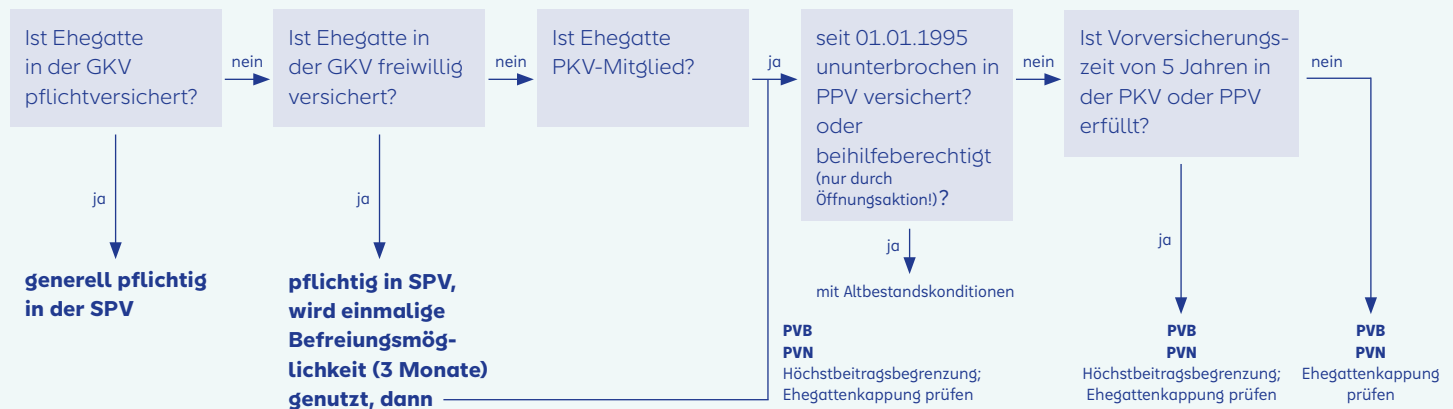 Ist Ehegatte
in der GKV
pflichtversichert?
nein
ja
generell pflichtig
in der SPV
Ist Ehegatte in
der GKV freiwillig
versichert?
nein
ja
pflichtig in SPV,
wird einmalige
Befreiungsmög-
lichkeit (3 Monate)
genutzt, dann
Ist Ehegatte
PKV-Mitglied?
ja
seit 01.01.1995
ununterbrochen in
PPV versichert?
oder
beihilfeberechtigt
(nur durch
Öffnungsaktion!)?
nein
ja
mit Altbestandskonditionen
PVB
PVN
Höchstbeitragsbegrenzung;
Ehegattenkappung prüfen
Ist Vorversicherungs-
zeit von 5 Jahren in
der PKV oder PPV
erfüllt?
nein
ja
PVB
PVN
Höchstbeitragsbegrenzung;
Ehegattenkappung prüfen
PVB
PVN
Ehegattenkappung
prüfen